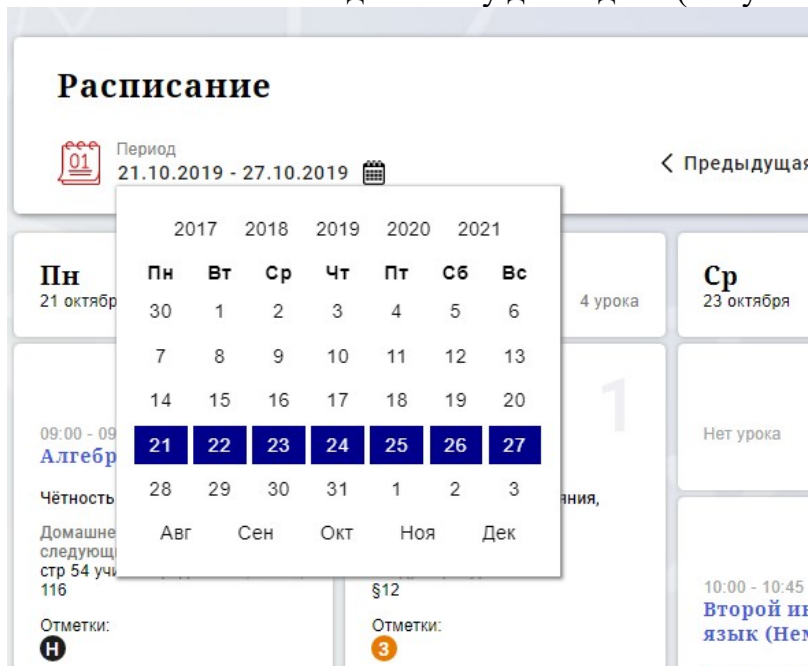 Расписание
01
Период
21.10.2019 - 27.10.2019
Предыдущая
2017 2018 2019 2020 2021
Пн Вт Ср Чт Пт Сб Вс
30 1 2 3 4 5 6
7 8 9 10 11 12 13
14 15 16 17 18 19 20
21 22 23 24 25 26 27
28 29 30 31 1 2 3
Авг Сен Окт Ноя Дек
Пн
21 октябр
09:00 - 09
Алгебр
Чётность
Домашне
следующ
стр 54 учи
116
Отметки:
Н
4 урока
1
яния,
§12
Отметки:
3
Ср
23 октября
Нет урока
10:00 - 10:45
Второй ин
язык (Нем